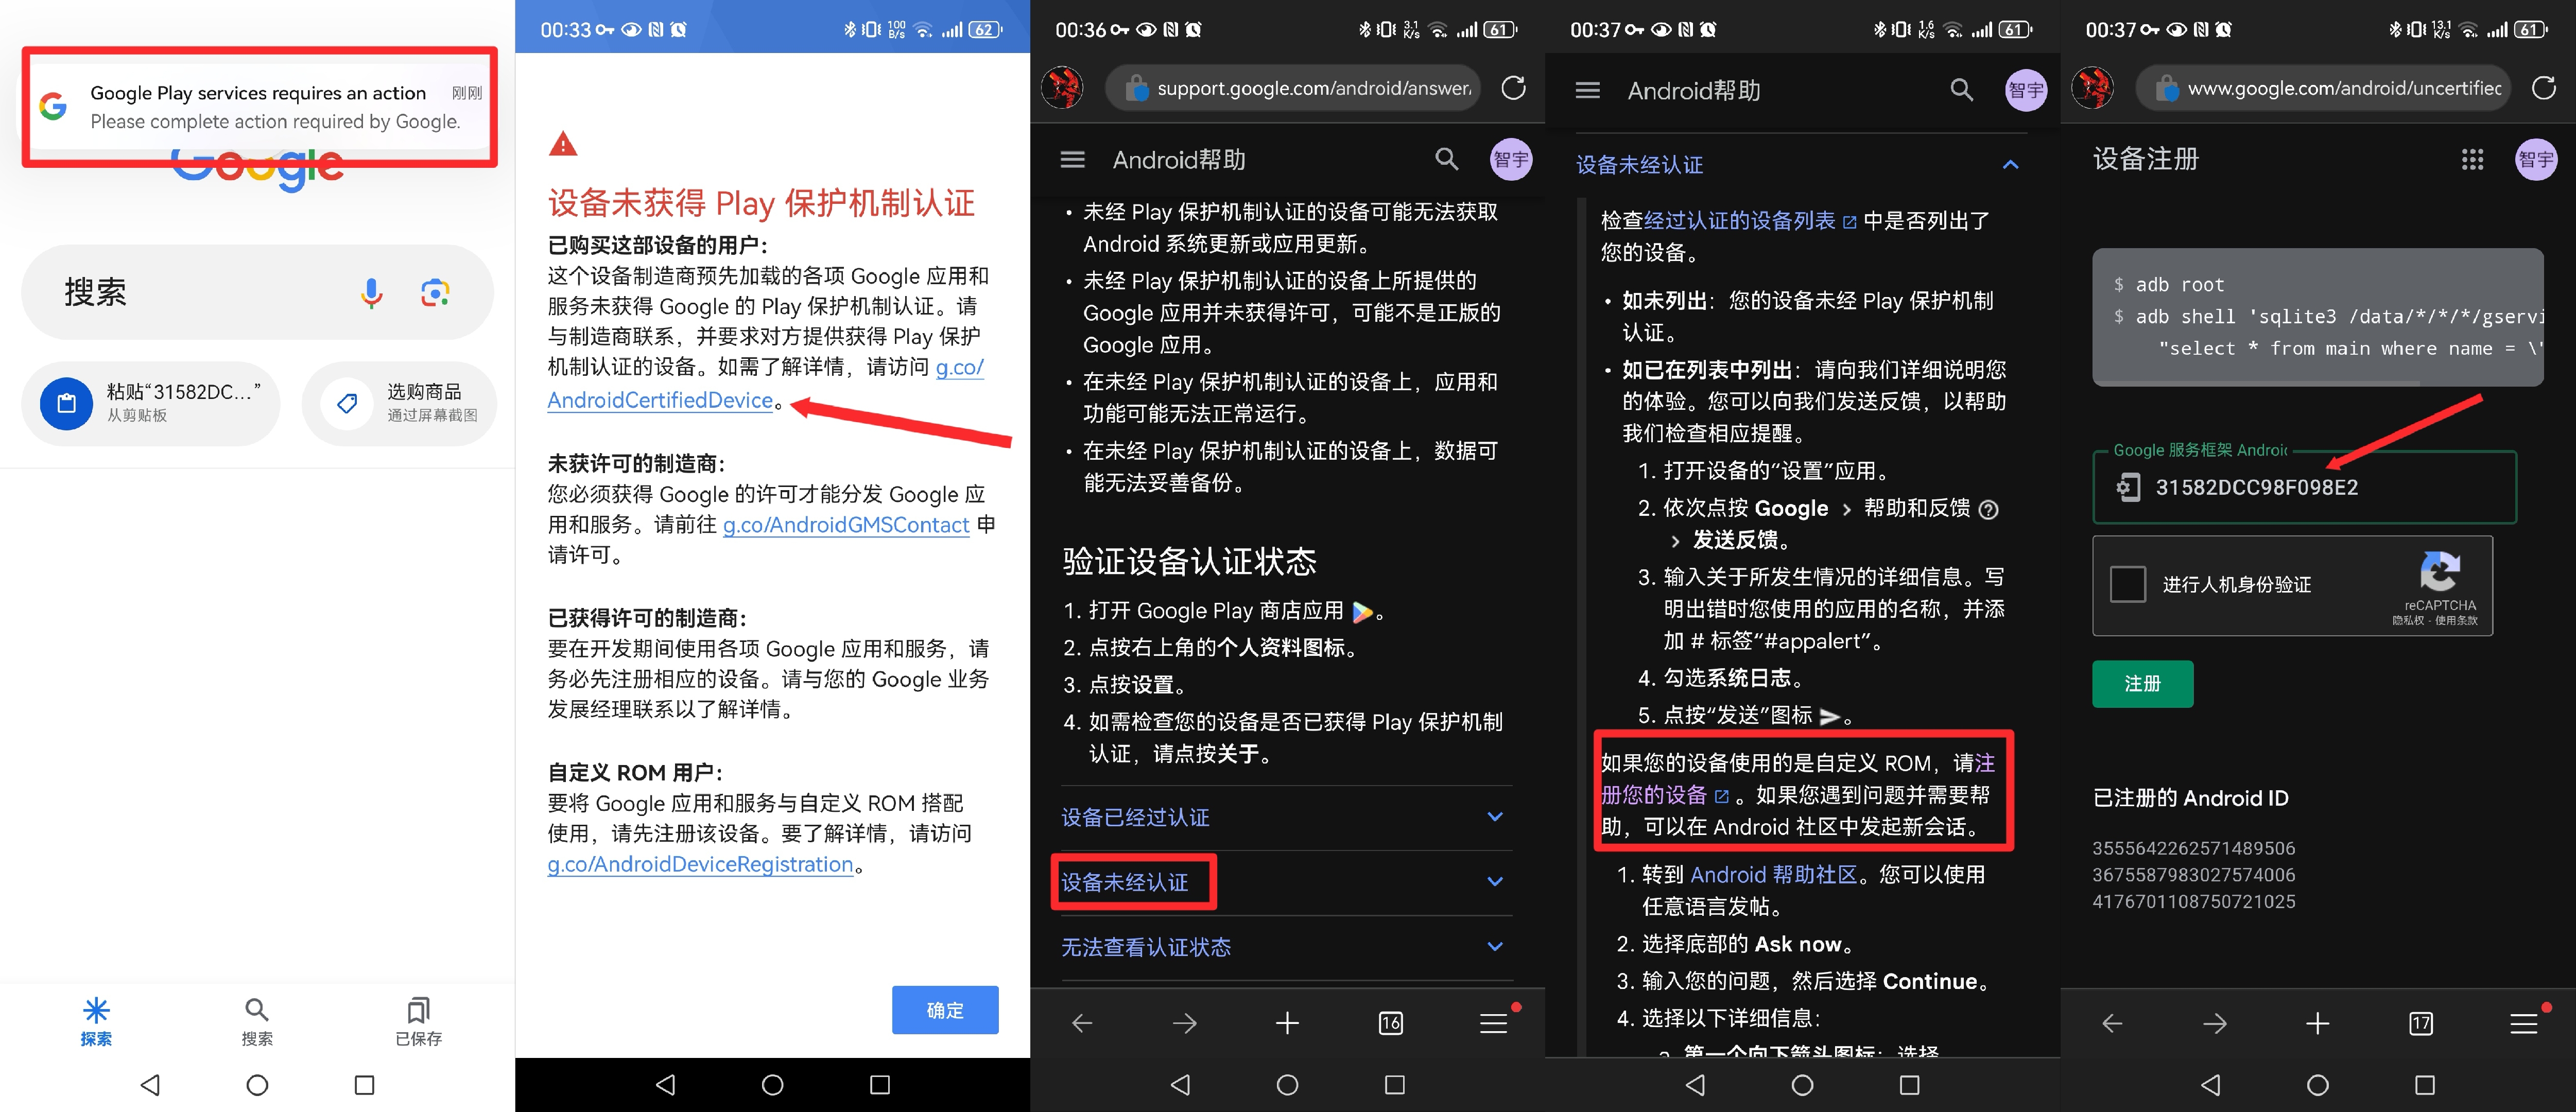 Google Play services requires an action 刚刚
Please complete action required by Google.
Google
搜索
粘贴“31582DC...”
从剪贴板
选购商品
通过屏幕截图
探索
搜索
已保存
00:33
100
B/s
62
设备未获得 Play 保护机制认证
已购买这部设备的用户：
这个设备制造商预先加载的各项 Google 应用和
服务未获得 Google 的 Play 保护机制认证。请
与制造商联系，并要求对方提供获得 Play 保护
机制认证的设备。如需了解详情，请访问 g.co/
AndroidCertifiedDevice。
未获许可的制造商：
您必须获得 Google 的许可才能分发 Google 应
用和服务。请前往 g.co/AndroidGMSContact 申
请许可。
已获得许可的制造商：
要在开发期间使用各项 Google 应用和服务，请
务必先注册相应的设备。请与您的 Google 业务
发展经理联系以了解详情。
自定义 ROM 用户：
要将 Google 应用和服务与自定义 ROM 搭配
使用，请先注册该设备。要了解详情，请访问
g.co/AndroidDeviceRegistration。
确定
00:36
3.1
K/s
61
support.google.com/android/answer.
Android帮助
智宇
• 未经 Play 保护机制认证的设备可能无法获取
Android 系统更新或应用更新。
• 未经 Play 保护机制认证的设备上所提供的
Google 应用并未获得许可，可能不是正版的
Google 应用。
• 在未经 Play 保护机制认证的设备上，应用和
功能可能无法正常运行。
• 在未经 Play 保护机制认证的设备上，数据可
能无法妥善备份。
验证设备认证状态
1. 打开 Google Play 商店应用 。
2. 点按右上角的个人资料图标。
3. 点按设置。
4. 如需检查您的设备是否已获得 Play 保护机制
认证，请点按关于。
设备已经过认证
设备未经认证
无法查看认证状态
16
00:37
1.6
K/s
61
Android帮助
智宇
设备未经认证
检查经过认证的设备列表 中是否列出了
您的设备。
• 如未列出：您的设备未经 Play 保护机制
认证。
• 如已在列表中列出：请向我们详细说明您
的体验。您可以向我们发送反馈，以帮助
我们检查相应提醒。
1. 打开设备的“设置”应用。
2. 依次点按 Google > 帮助和反馈
> 发送反馈。
3. 输入关于所发生情况的详细信息。写
明出错时您使用的应用的名称，并添
加 # 标签“#appalert”。
4. 勾选系统日志。
5. 点按“发送”图标 。
如果您的设备使用的是自定义 ROM，请注
册您的设备 。如果您遇到问题并需要帮
助，可以在 Android 社区中发起新会话。
1. 转到 Android 帮助社区。您可以使用
任意语言发帖。
2. 选择底部的 Ask now。
3. 输入您的问题，然后选择 Continue。
4. 选择以下详细信息：
a. 第一个向下箭头图标：选择
00:37
13.1
K/s
61
www.google.com/android/uncertified
设备注册
智宇
$ adb root
$ adb shell 'sqlite3 /data/*/*/*/gservi
"select * from main where name = \'
Google 服务框架 Android
31582DCC98F098E2
进行人机身份验证
reCAPTCHA
隐私权 - 使用条款
注册
已注册的 Android ID
3555642262571489506
3675587983027574006
4176701108750721025
17